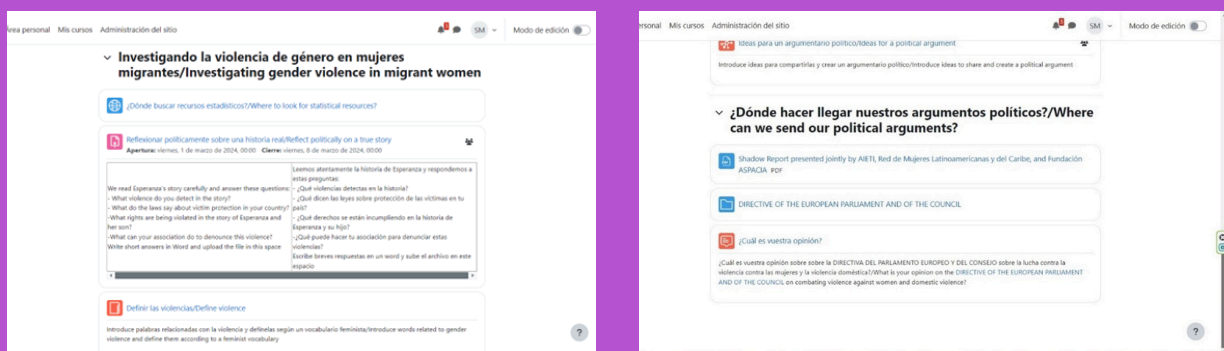 Área personal Mis cursos Administración del sitio
SM
Modo de edición
Investigando la violencia de género en mujeres
migrantes/Investigating gender violence in migrant women
¿Dónde buscar recursos estadísticos?/Where to look for statistical resources?
Reflexionar políticamente sobre una historia real/Reflect politically on a true story
Apertura: viernes, 1 de marzo de 2024, 00:00 Cierre: viernes, 8 de marzo de 2024, 00:00
We read Esperanza's story carefully and answer these questions:
- What violence do you detect in the story?
- What do the laws say about victim protection in your country?
-What rights are being violated in the story of Esperanza and
her son?
-What can your association do to denounce this violence?
Write short answers in Word and upload the file in this space
Leemos atentamente la historia de Esperanza y respondemos a
estas preguntas:
- ¿Qué violencias detectas en la historia?
- ¿Qué dicen las leyes sobre protección de las víctimas en tu
país?
- ¿Qué derechos se están incumpliendo en la historia de
Esperanza y su hijo?
-¿Qué puede hacer tu asociación para denunciar estas
violencias?
Escribe breves respuestas en un word y sube el archivo en este
espacio
Definir las violencias/Define violence
Introduce palabras relacionadas con la violencia y defínelas según un vocabulario feminista/Introduce words related to gender
violence and define them according to a feminist vocabulary
?
ersonal Mis cursos Administración del sitio
SM
Modo de edición
Ideas para un argumentario político/Ideas for a political argument
Introduce ideas para compartirlas y crear un argumentario político/Introduce ideas to share and create a political argument
¿Dónde hacer llegar nuestros argumentos políticos?/Where
can we send our political arguments?
Shadow Report presented jointly by AIETI, Red de Mujeres Latinoamericanas y del Caribe, and Fundación
ASPACIA PDF
DIRECTIVE OF THE EUROPEAN PARLIAMENT AND OF THE COUNCIL
¿Cuál es vuestra opinión?
¿Cuál es vuestra opinión sobre sobre la DIRECTIVA DEL PARLAMENTO EUROPEO Y DEL CONSEJO sobre la lucha contra la
violencia contra las mujeres y la violencia doméstica?/What is your opinion on the DIRECTIVE OF THE EUROPEAN PARLIAMENT
AND OF THE COUNCIL on combating violence against women and domestic violence?
?